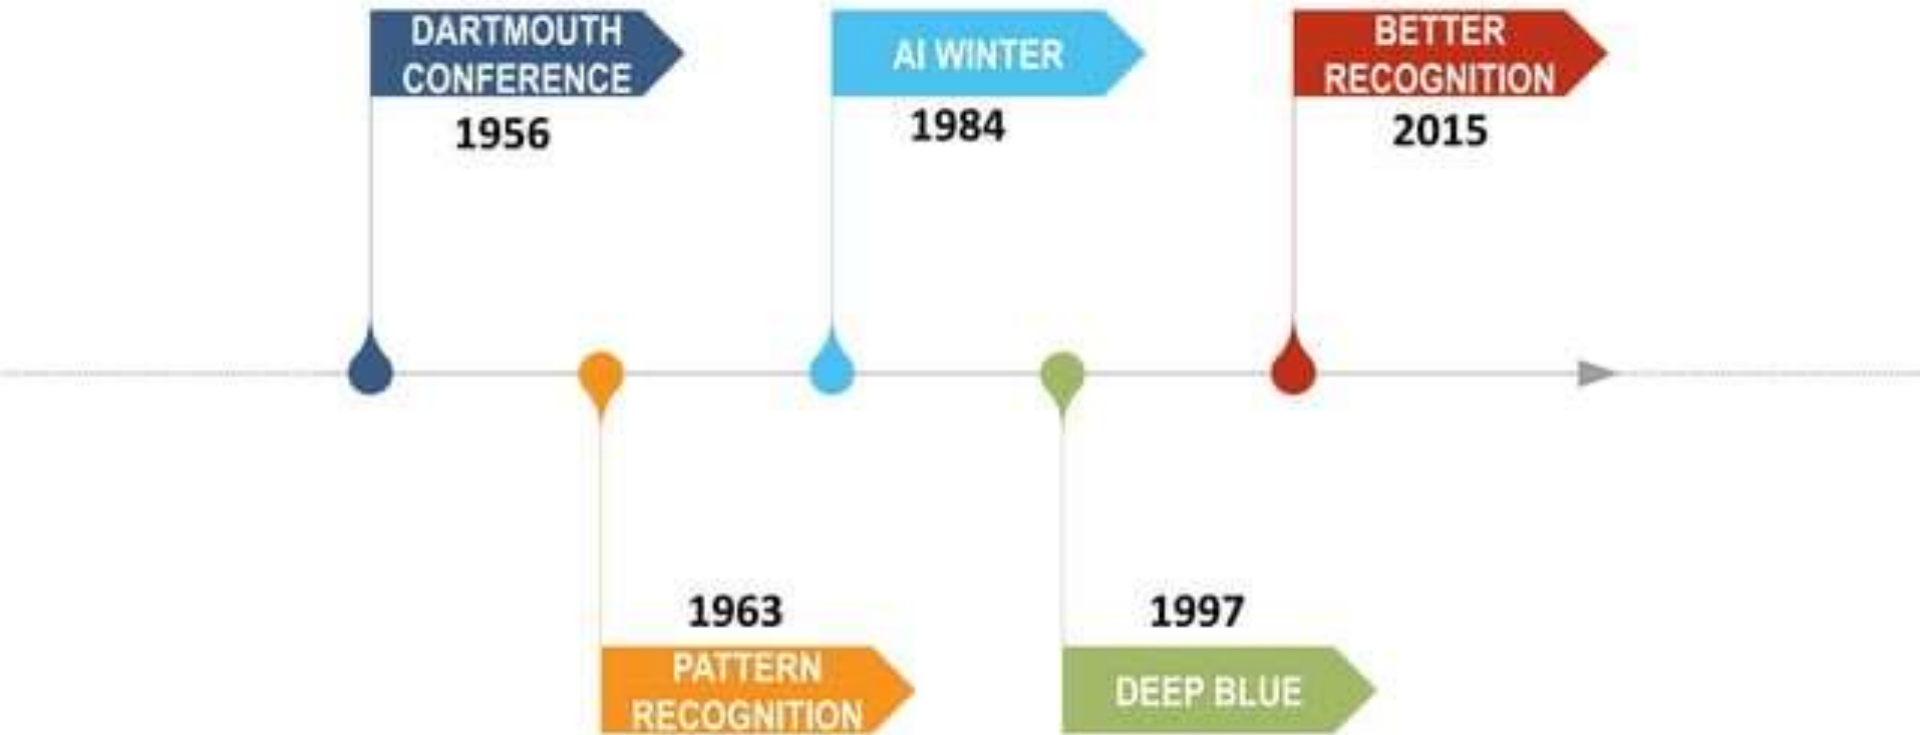 DARTMOUTH
CONFERENCE
1956
AI WINTER
1984
BETTER
RECOGNITION
2015
1963
PATTERN
RECOGNITION
1997
DEEP BLUE